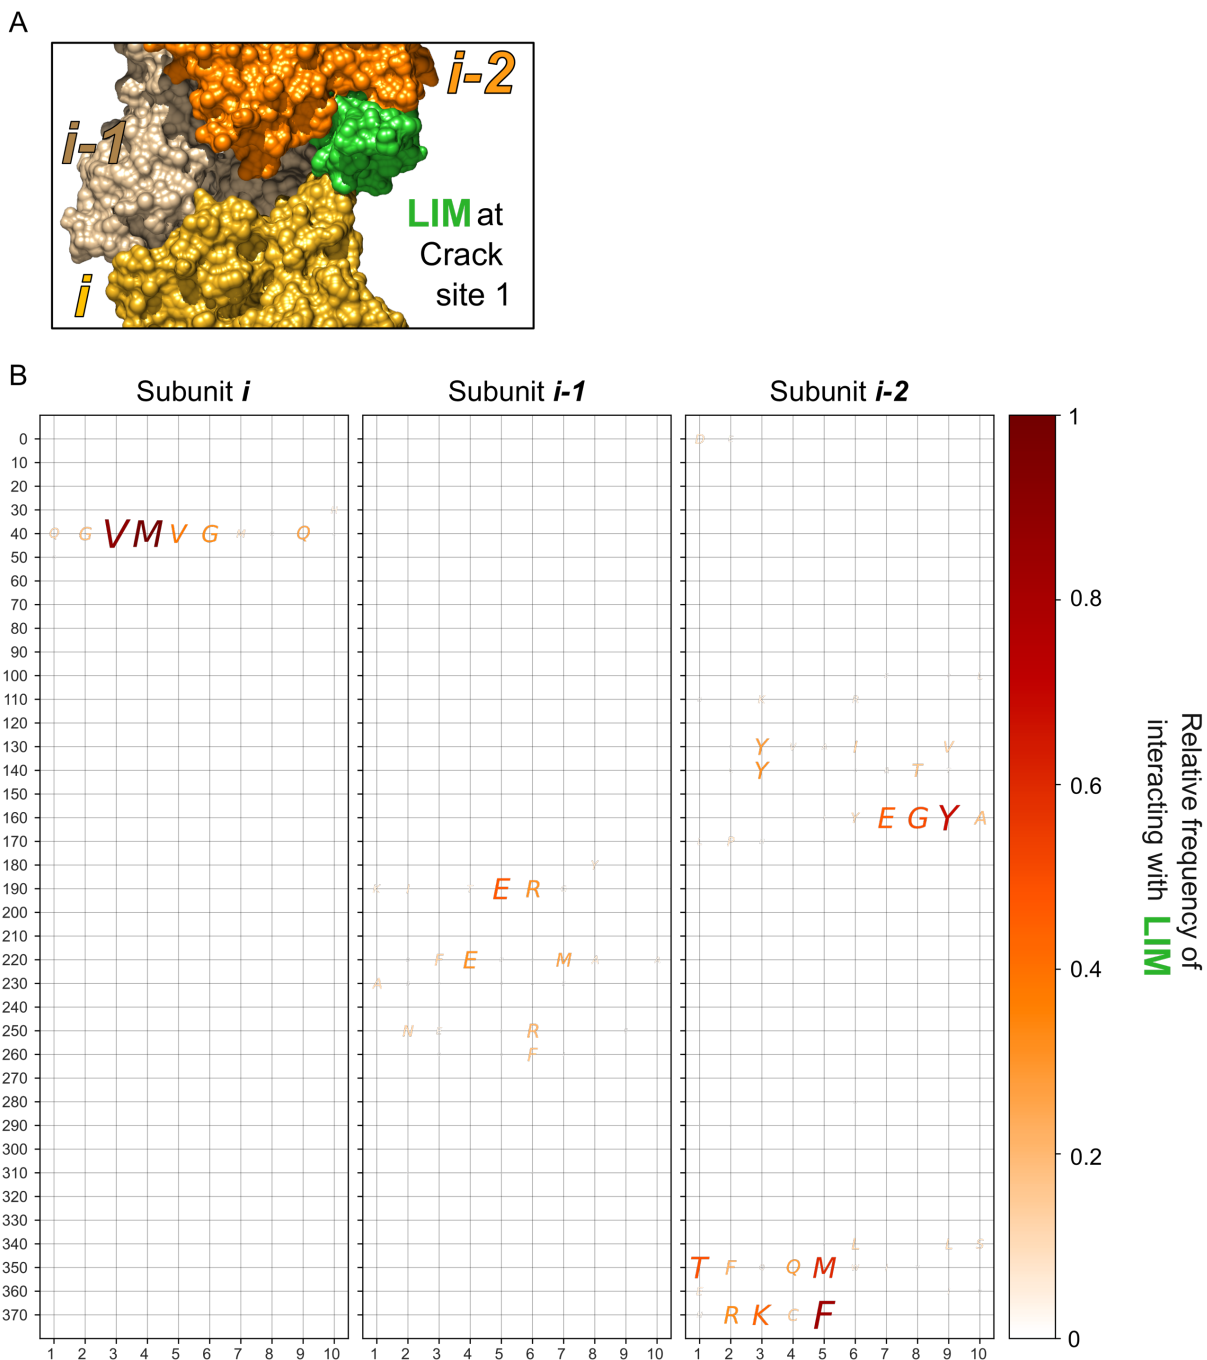 A
i-2
i-1
LIM at
Crack
site 1
i
B
Subunit i
Subunit i-1
Subunit i-2
0
10
20
30
40
50
60
70
80
90
100
110
120
130
140
150
160
170
180
190
200
210
220
230
240
250
260
270
280
290
300
310
320
330
340
350
360
370
Q G V M V G Q
E R
F E M
A
N R
F
D
Y I V
Y T
Y E G Y A
P
L L S
T F Q M
R K C F
1 2 3 4 5 6 7 8 9 10
1 2 3 4 5 6 7 8 9 10
1 2 3 4 5 6 7 8 9 10
1
0.8
0.6
0.4
0.2
0
Relative frequency of
interacting with LIM